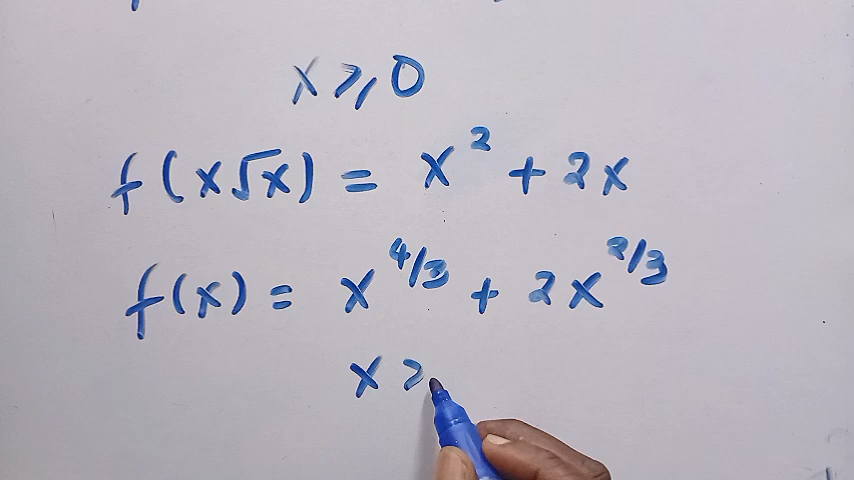 x ≥ 0
f(x√x) = x² + 2x
f(x) = x^{4/3} + 2x^{2/3}
x >